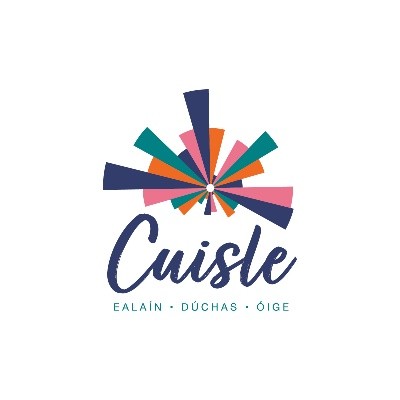 Cuisle
EALAÍN • DÚCHAS • ÓIGE